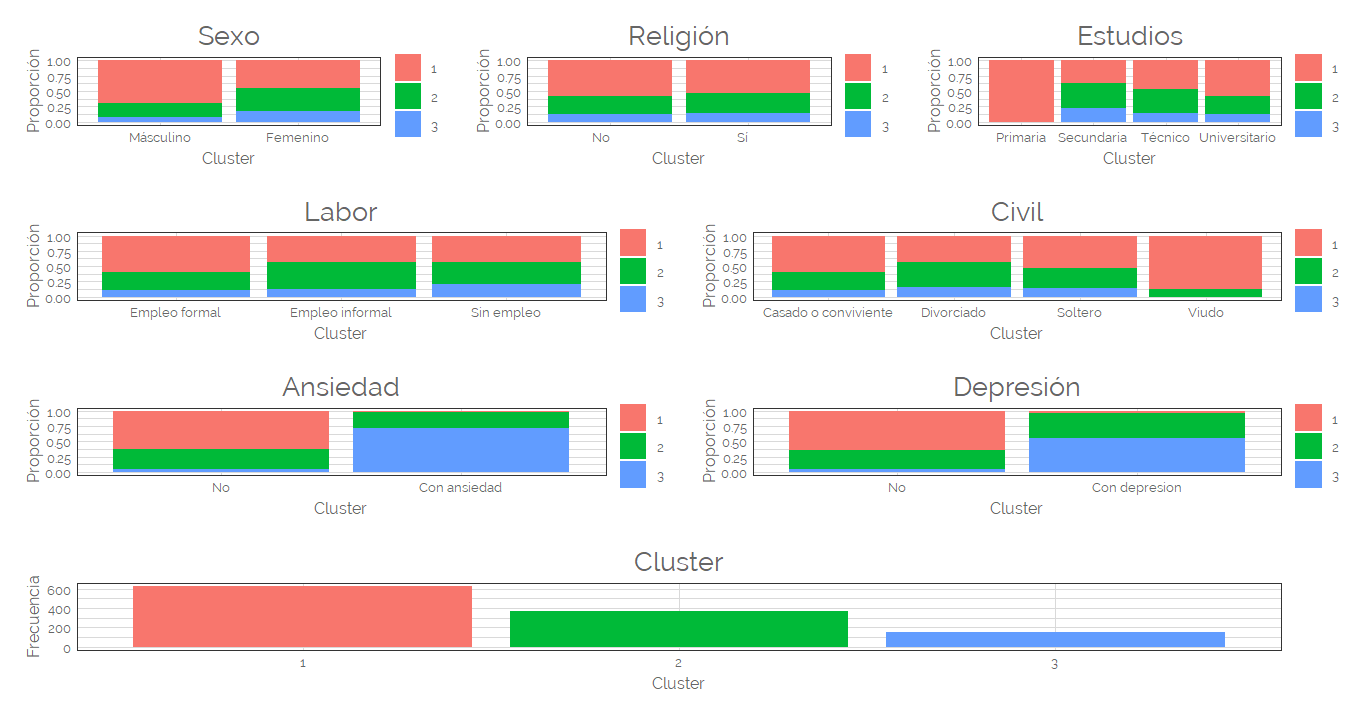 Sexo
Proporción
1.00
0.75
0.50
0.25
0.00
Másculino Femenino
Cluster
1
2
3
Religión
Proporción
1.00
0.75
0.50
0.25
0.00
No Sí
Cluster
1
2
3
Estudios
Proporción
1.00
0.75
0.50
0.25
0.00
Primaria Secundaria Técnico Universitario
Cluster
1
2
3
Labor
Proporción
1.00
0.75
0.50
0.25
0.00
Empleo formal Empleo informal Sin empleo
Cluster
1
2
3
Civil
Proporción
1.00
0.75
0.50
0.25
0.00
Casado o conviviente Divorciado Soltero Viudo
Cluster
1
2
3
Ansiedad
Proporción
1.00
0.75
0.50
0.25
0.00
No Con ansiedad
Cluster
1
2
3
Depresión
Proporción
1.00
0.75
0.50
0.25
0.00
No Con depresion
Cluster
1
2
3
Cluster
Frecuencia
600
400
200
0
1 2 3
Cluster